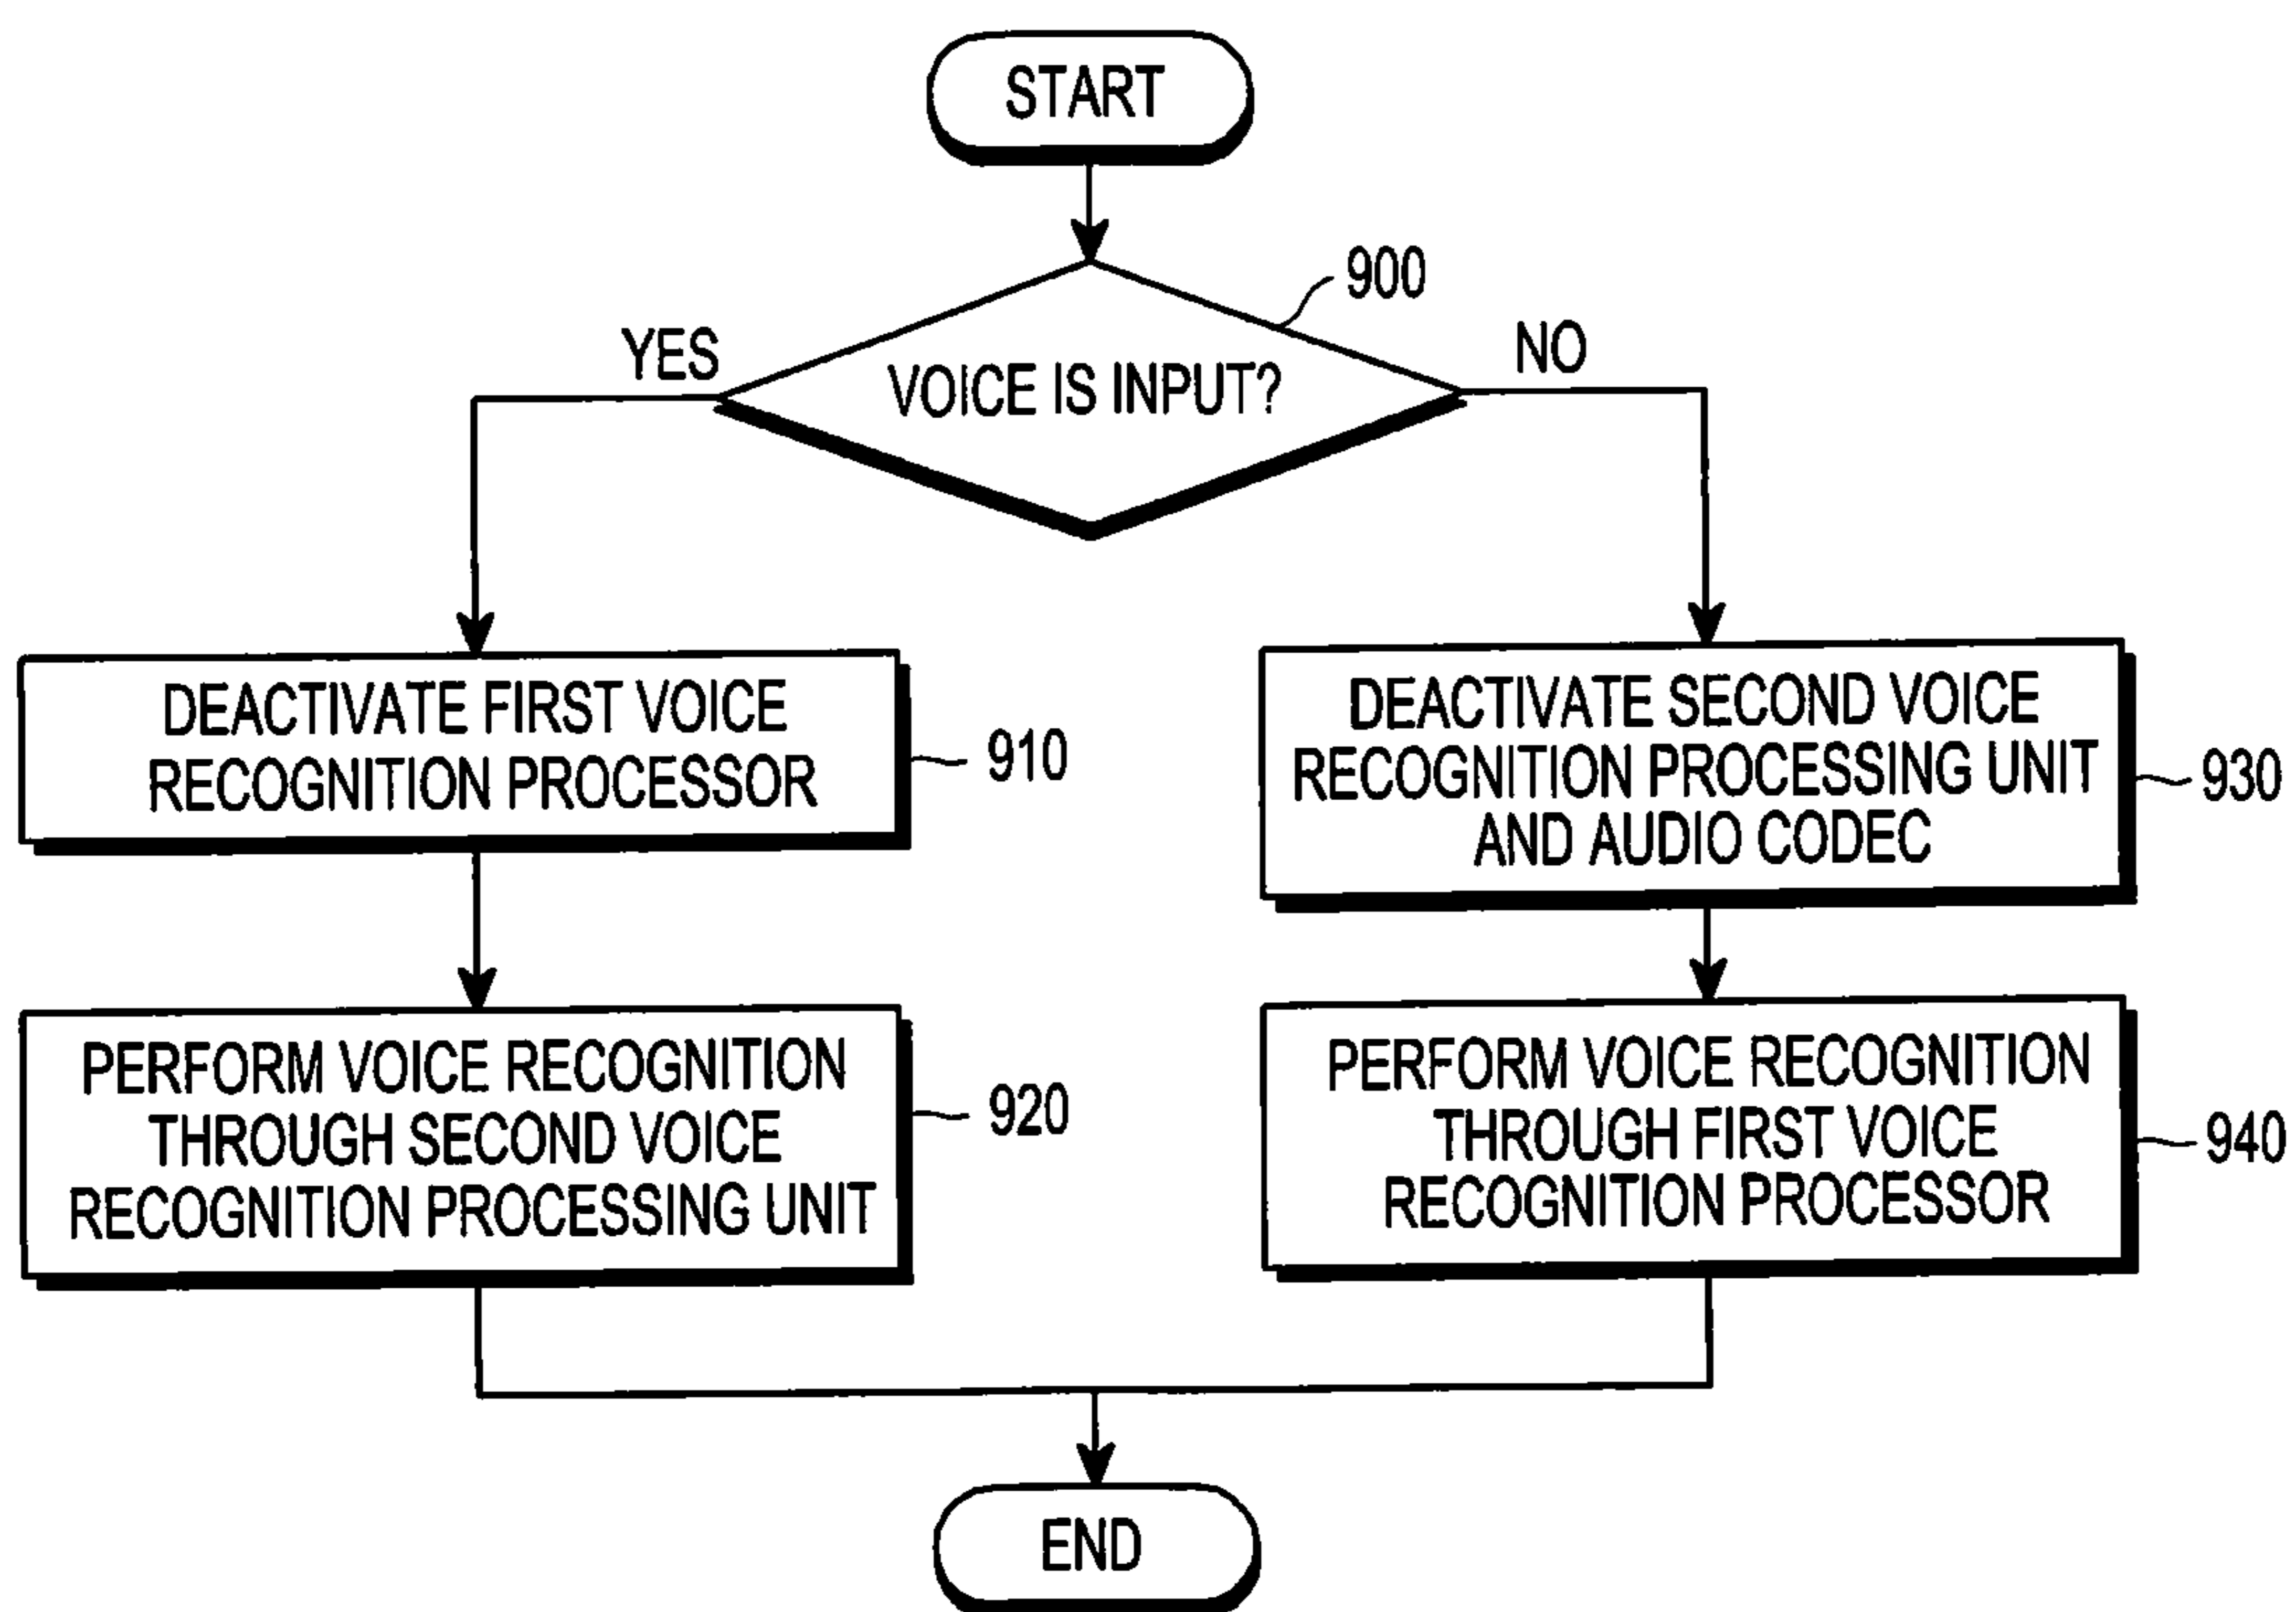 START
900
YES
VOICE IS INPUT?
NO
DEACTIVATE FIRST VOICE
RECOGNITION PROCESSOR
910
DEACTIVATE SECOND VOICE
RECOGNITION PROCESSING UNIT
AND AUDIO CODEC
930
PERFORM VOICE RECOGNITION
THROUGH SECOND VOICE
RECOGNITION PROCESSING UNIT
920
PERFORM VOICE RECOGNITION
THROUGH FIRST VOICE
RECOGNITION PROCESSOR
940
END